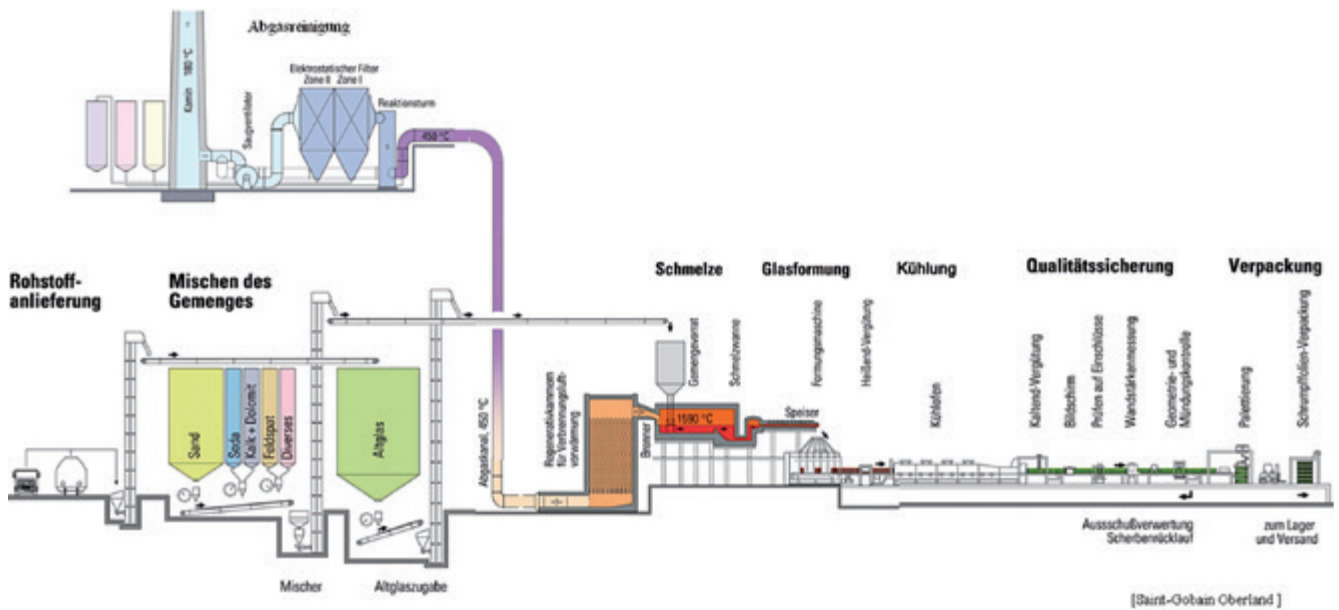 Abgasreinigung
Kamin 180 °C
Saugventilator
Elektrostatischer Filter
Zone II Zone I
Reaktionsturm
450 °C
Rohstoff-
anlieferung
Mischen des
Gemenges
Schmelze
Glasformung
Kühlung
Qualitätssicherung
Verpackung
Sand
Soda
Kalk + Dolomit
Feldspat
Diverses
Altglas
Abgaskanal, 450 °C
Regenerativkammern
für Verbrennungsluft-
vorwärmung
Brenner
1590 °C
Gemengevorrat
Schmelzwanne
Speiser
Formungsmaschine
Heißend-Vergütung
Kühlofen
Kaltend-Vergütung
Bildschirm
Prüfen auf Einschlüsse
Wandstärkenmessung
Geometrie- und
Mündungskontrolle
Palettierung
Schrumpffolien-Verpackung
Mischer
Altglaszugabe
Ausschußverwertung
Scherbenrücklauf
zum Lager
und Versand
[Saint-Gobain Oberland ]